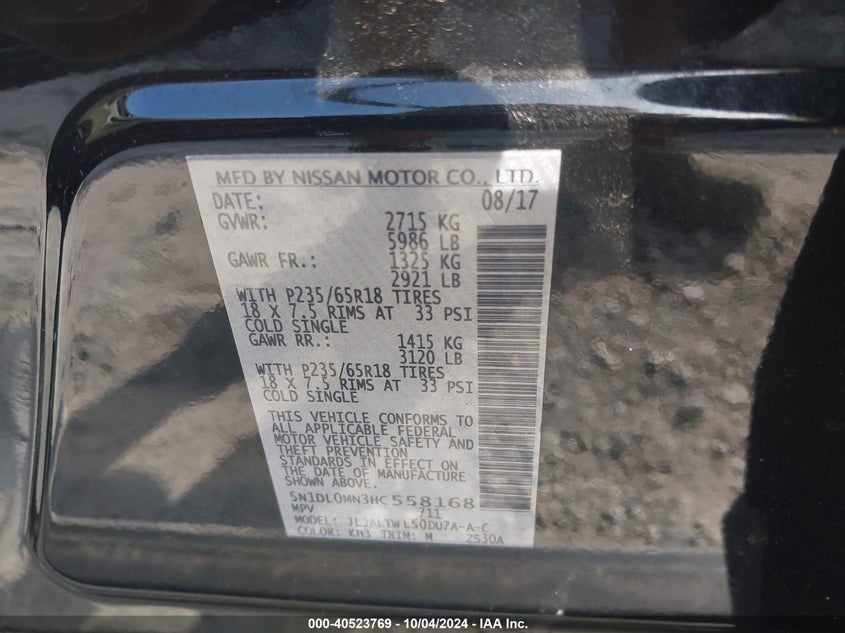 MFD BY NISSAN MOTOR CO., LTD.
DATE: 08/17
GVWR: 2715 KG
5986 LB
GAWR FR.: 1325 KG
2921 LB
WITH P235/65R18 TIRES
18 X 7.5 RIMS AT 33 PSI
COLD SINGLE
GAWR RR.: 1415 KG
3120 LB
WITH P235/65R18 TIRES
18 X 7.5 RIMS AT 33 PSI
COLD SINGLE
THIS VEHICLE CONFORMS TO
ALL APPLICABLE FEDERAL
MOTOR VEHICLE SAFETY AND
THEFT PREVENTION
STANDARDS IN EFFECT ON
THE DATE OF MANUFACTURE
SHOWN ABOVE.
5N1DL0MN3HC558168
MPV 711
MODEL: JLJALTWL50DU7A-A-C
COLOR: KH3 TRIM: M 2S30A
000-40523769 - 10/04/2024 - IAA Inc.